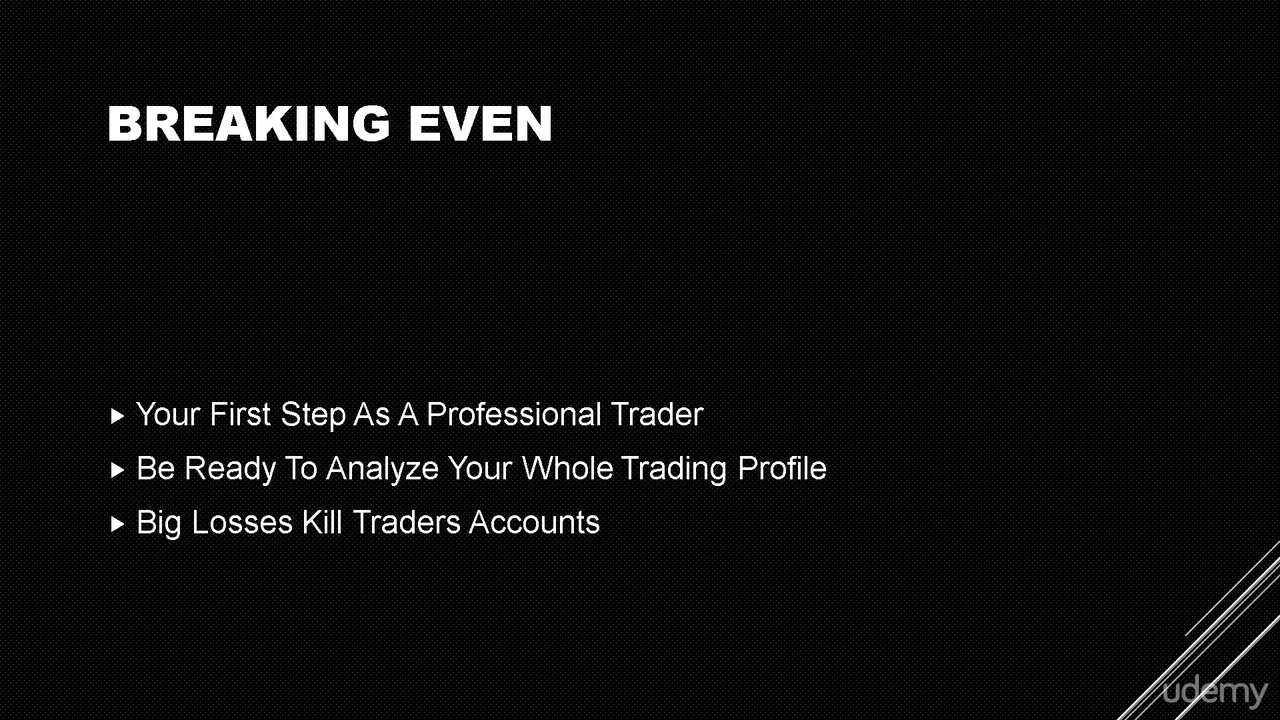 BREAKING EVEN
Your First Step As A Professional Trader
Be Ready To Analyze Your Whole Trading Profile
Big Losses Kill Traders Accounts
udemy